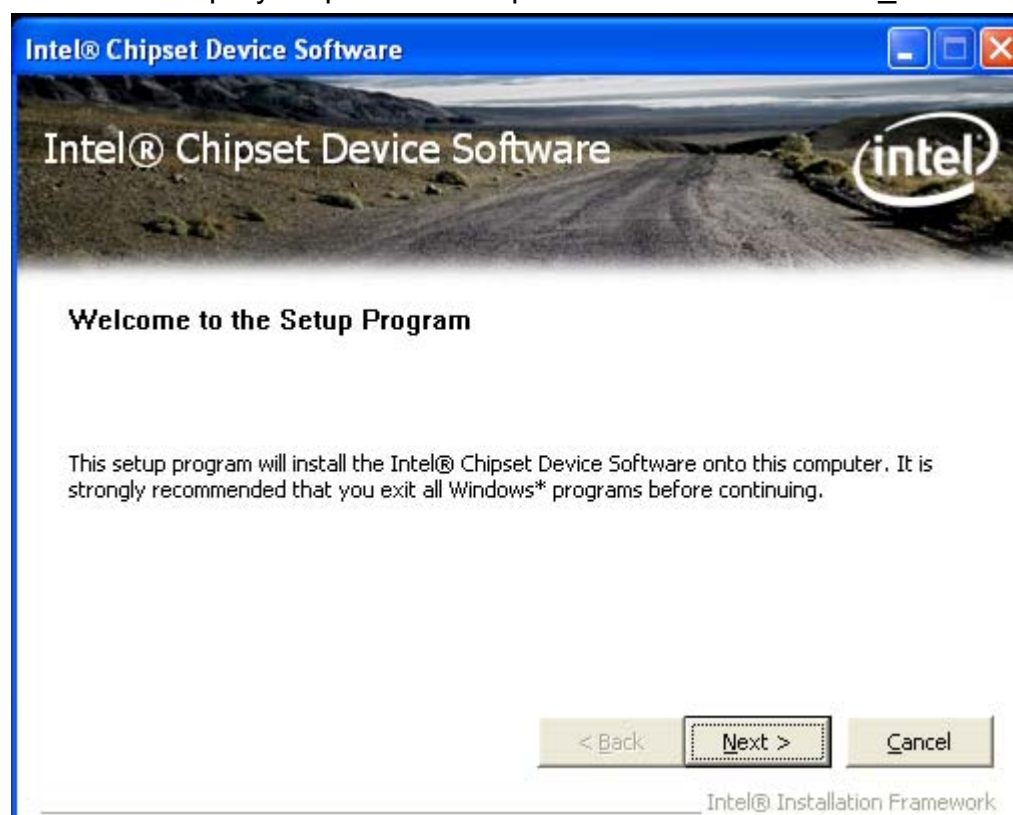 Intel® Chipset Device Software
Intel® Chipset Device Software
intel®
Welcome to the Setup Program
This setup program will install the Intel® Chipset Device Software onto this computer. It is
strongly recommended that you exit all Windows* programs before continuing.
< Back Next > Cancel
Intel® Installation Framework